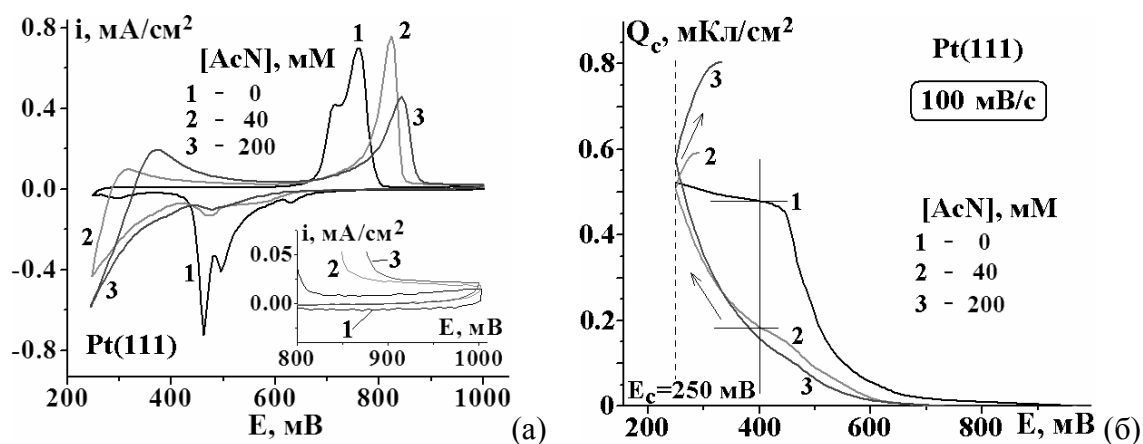 i, мА/см²
[AcN], мМ
1 - 0
2 - 40
3 - 200
1
2
3
0.8
0.4
0.0
-0.4
-0.8
2
3
1
i, мА/см²
0.05
0.00
2
3
1
E, мВ
800
900
1000
Pt(111)
200
400
600
800
1000
E, мВ
(а)
Qc, мКл/см²
Pt(111)
100 мВ/с
0.8
0.6
0.4
0.2
0
3
2
1
[AcN], мМ
1 - 0
2 - 40
3 - 200
2
3
Ec=250 мВ
200
400
600
800
E, мВ
(б)